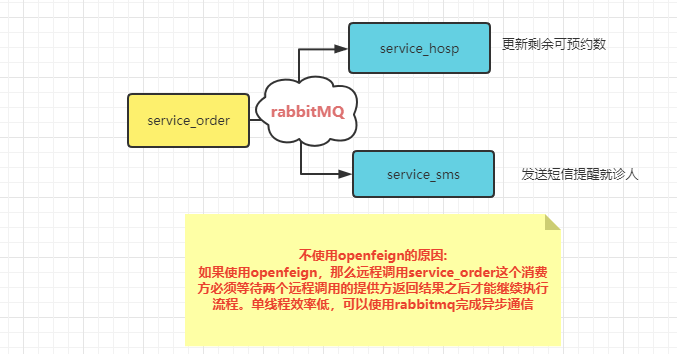 service_hosp
更新剩余可预约数
rabbitMQ
service_order
service_sms
发送短信提醒就诊人
不使用openfeign的原因:
如果使用openfeign，那么远程调用service_order这个消费
方必须等待两个远程调用的提供方返回结果之后才能继续执行
流程。单线程效率低，可以使用rabbitmq完成异步通信